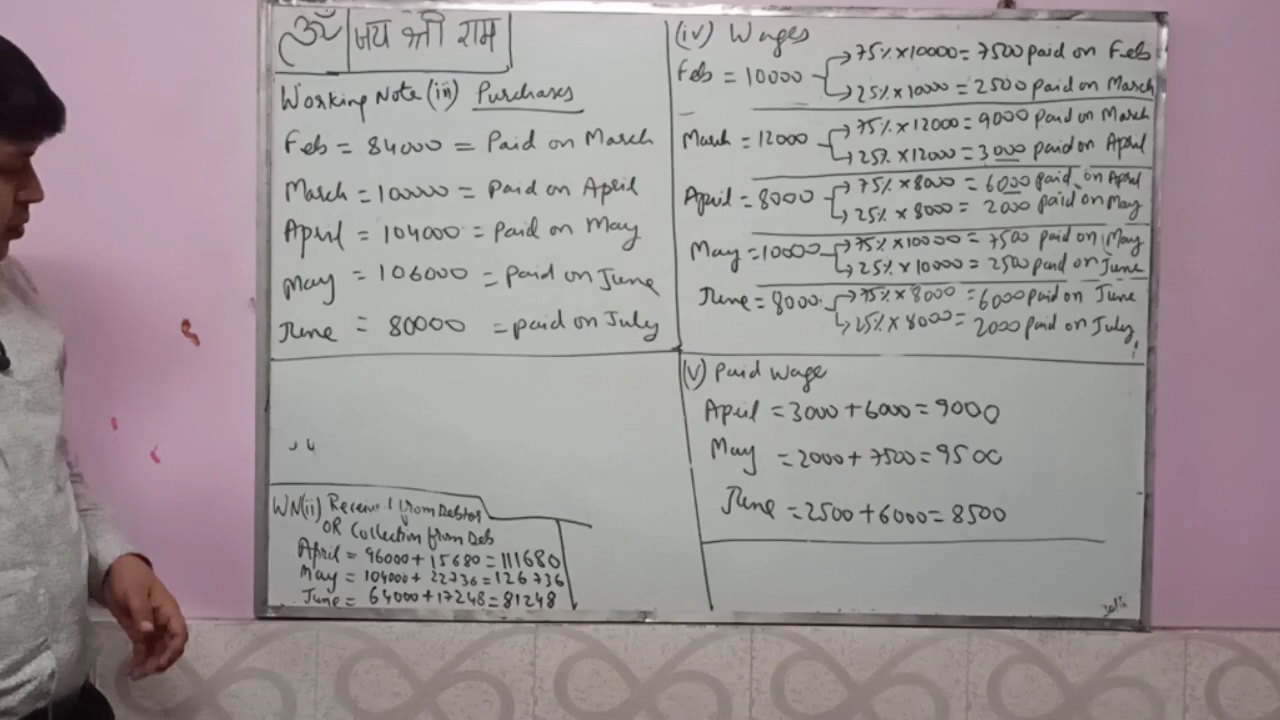 ॐ जय श्री राम
Working Note (iii) Purchases
Feb = 84000 = Paid on March
March = 100000 = Paid on April
April = 104000 = Paid on May
May = 106000 = Paid on June
June = 80000 = paid on July
WN(ii) Received from Debtor
OR Collection from Deb
April = 96000 + 15680 = 111680
May = 104000 + 22736 = 126736
June = 64000 + 17248 = 81248
(iv) Wages
Feb = 10000
75% x 10000 = 7500 paid on Feb
25% x 10000 = 2500 paid on March
March = 12000
75% x 12000 = 9000 paid on March
25% x 12000 = 3000 paid on April
April = 8000
75% x 8000 = 6000 paid on April
25% x 8000 = 2000 paid on May
May = 10000
75% x 10000 = 7500 paid on May
25% x 10000 = 2500 paid on June
June = 8000
75% x 8000 = 6000 paid on June
25% x 8000 = 2000 paid on July
(v) Paid wage
April = 3000 + 6000 = 9000
May = 2000 + 7500 = 9500
June = 2500 + 6000 = 8500